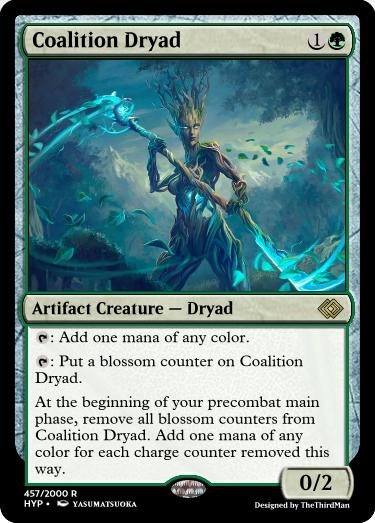 Coalition Dryad 1
Artifact Creature — Dryad
: Add one mana of any color.
: Put a blossom counter on Coalition
Dryad.
At the beginning of your precombat main
phase, remove all blossom counters from
Coalition Dryad. Add one mana of any
color for each charge counter removed this
way.
0/2
457/2000 R
HYP • YASUMATSUOKA
Designed by TheThirdMan